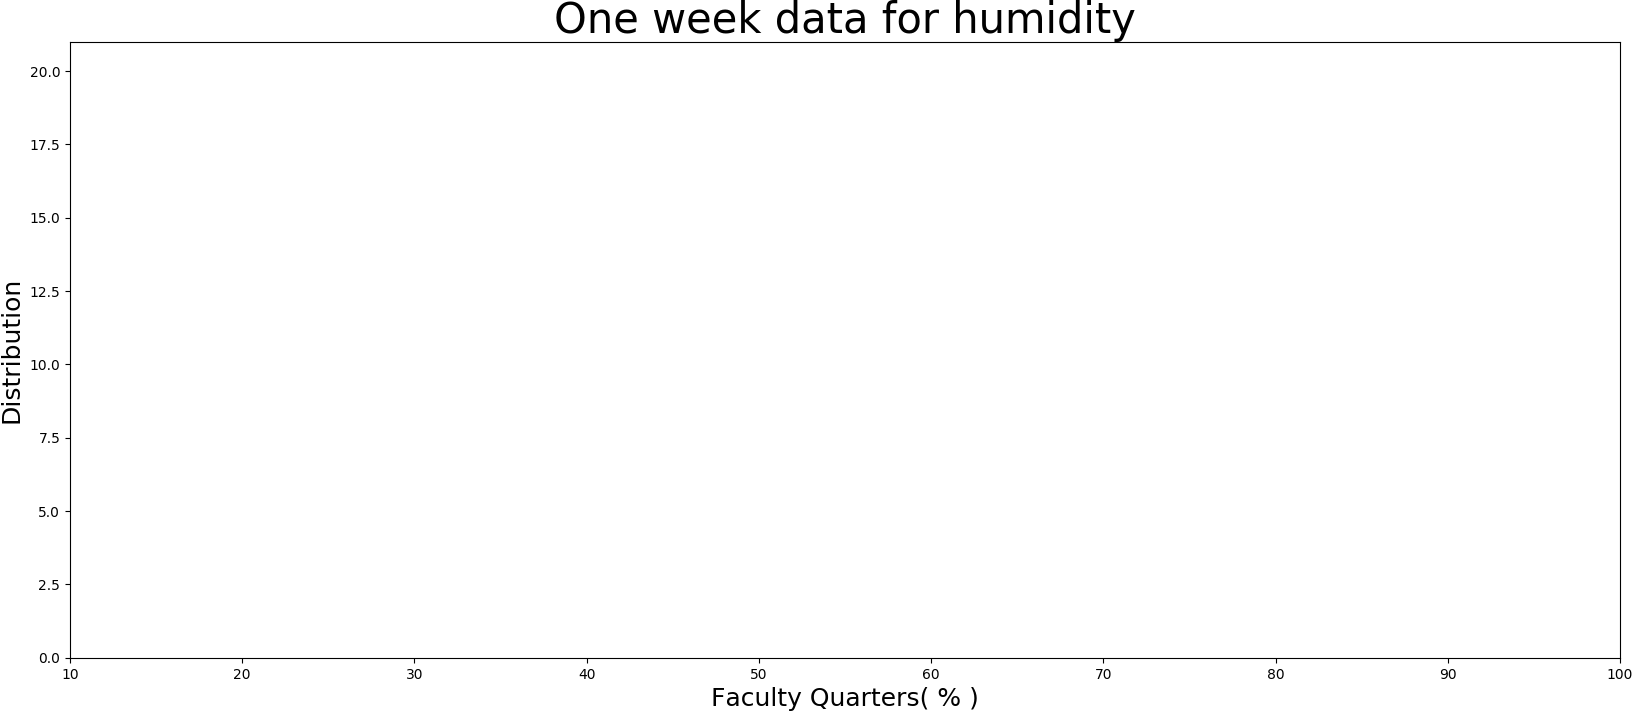 One week data for humidity
20.0
17.5
15.0
12.5
10.0
7.5
5.0
2.5
0.0
Distribution
10 20 30 40 50 60 70 80 90 100
Faculty Quarters( % )